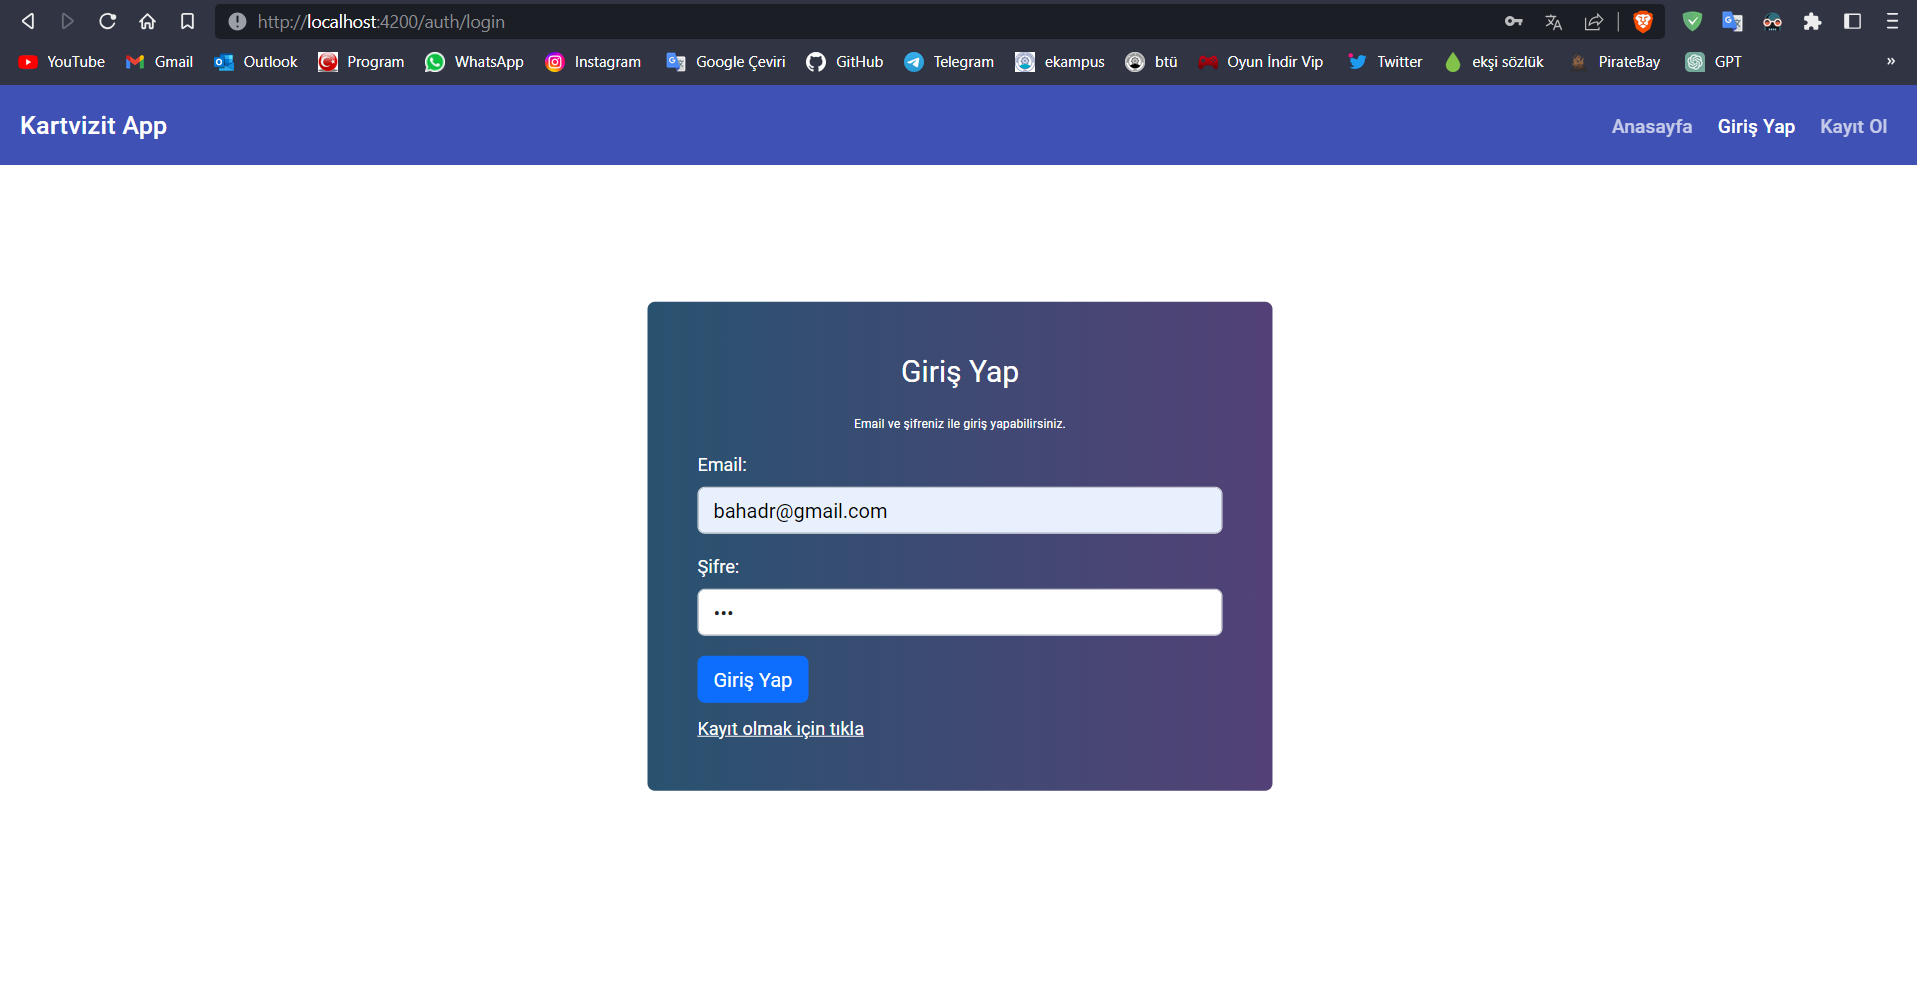 http://localhost:4200/auth/login
YouTube Gmail Outlook Program WhatsApp Instagram Google Çeviri GitHub Telegram ekampus btü Oyun İndir Vip Twitter ekşi sözlük PirateBay GPT »
Kartvizit App Anasayfa Giriş Yap Kayıt Ol
Giriş Yap
Email ve şifreniz ile giriş yapabilirsiniz.
Email:
bahadr@gmail.com
Şifre:
•••
Giriş Yap
Kayıt olmak için tıkla